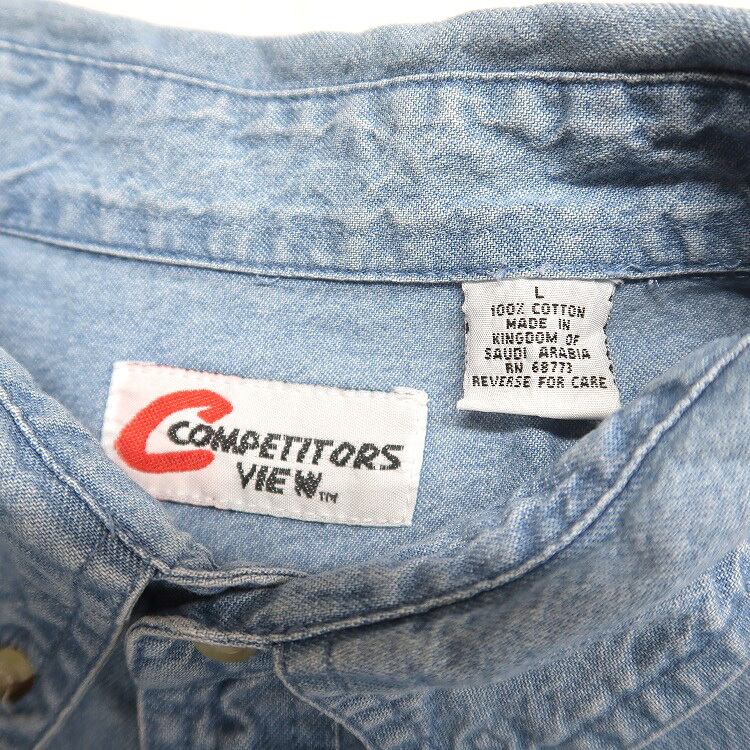 L
100% COTTON
MADE IN
KINGDOM OF
SAUDI ARABIA
RN 68773
REVERSE FOR CARE
C COMPETITORS
VIEW™